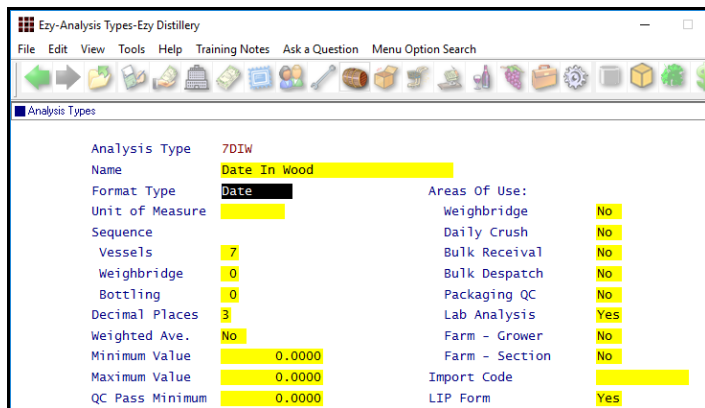 Ezy-Analysis Types-Ezy Distillery
File Edit View Tools Help Training Notes Ask a Question Menu Option Search
Analysis Types
Analysis Type 7DIW
Name Date In Wood
Format Type Date Areas Of Use:
Unit of Measure Weighbridge No
Sequence Daily Crush No
Vessels 7 Bulk Receival No
Weighbridge 0 Bulk Despatch No
Bottling 0 Packaging QC No
Decimal Places 3 Lab Analysis Yes
Weighted Ave. No Farm - Grower No
Minimum Value 0.0000 Farm - Section No
Maximum Value 0.0000 Import Code
QC Pass Minimum 0.0000 LIP Form Yes